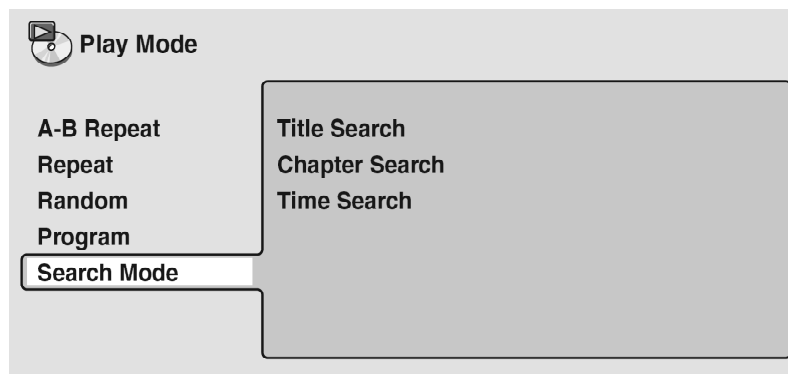 Play Mode
A-B Repeat
Repeat
Random
Program
Search Mode
Title Search
Chapter Search
Time Search